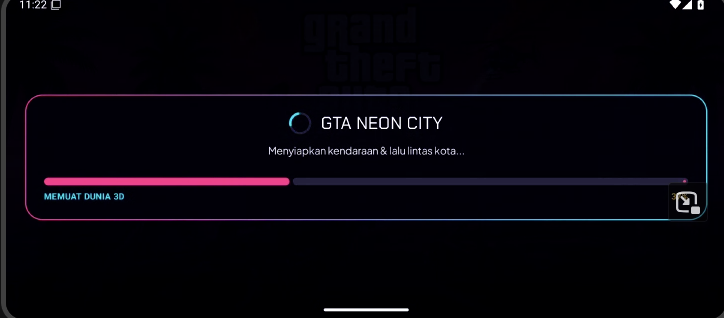 11:22
grand
theft
GTA NEON CITY
Menyiapkan kendaraan & lalu lintas kota...
MEMUAT DUNIA 3D